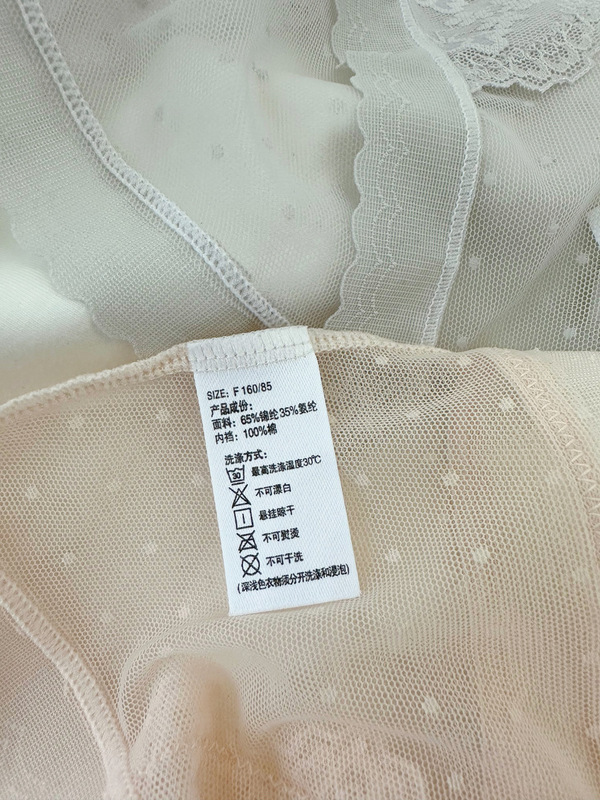 SIZE: F 160/85
产品成份:
面料: 65%锦纶35%氨纶
内裆: 100%棉
洗涤方式:
30 最高洗涤温度30℃
不可漂白
悬挂晾干
不可熨烫
不可干洗
(深浅色衣物须分开洗涤和浸泡)